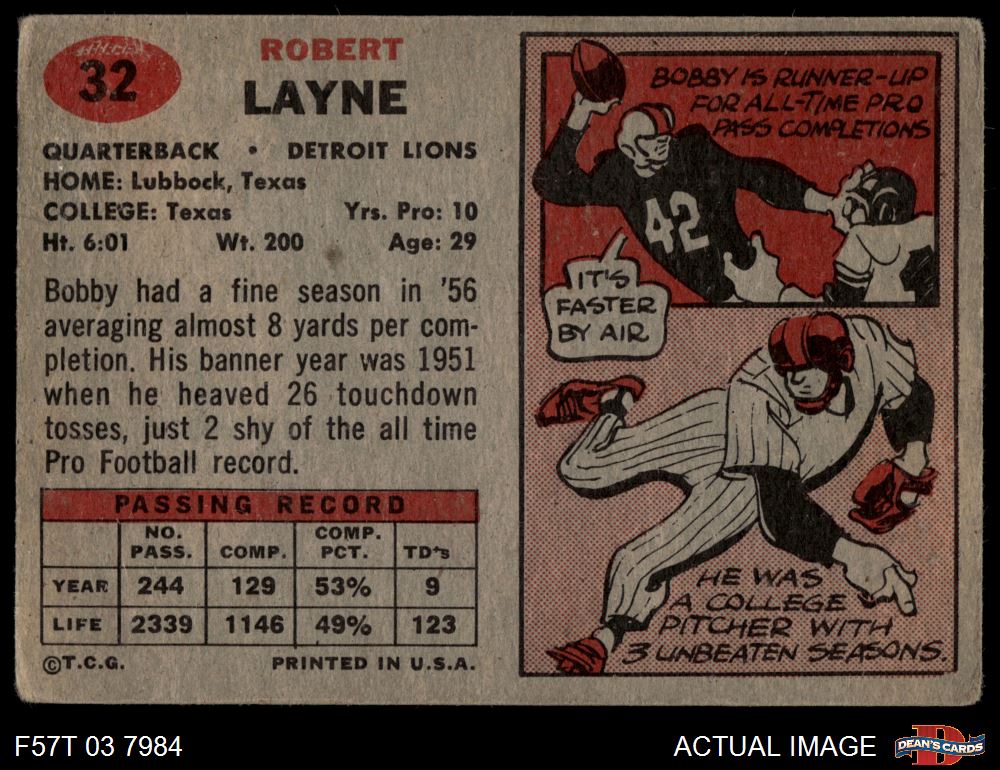 32
ROBERT
LAYNE
QUARTERBACK • DETROIT LIONS
HOME: Lubbock, Texas
COLLEGE: Texas Yrs. Pro: 10
Ht. 6:01 Wt. 200 Age: 29
Bobby had a fine season in '56
averaging almost 8 yards per com-
pletion. His banner year was 1951
when he heaved 26 touchdown
tosses, just 2 shy of the all time
Pro Football record.
PASSING RECORD
NO. PASS. COMP. COMP. PCT. TD's
YEAR 244 129 53% 9
LIFE 2339 1146 49% 123
©T.C.G. PRINTED IN U.S.A.
BOBBY IS RUNNER-UP
FOR ALL-TIME PRO
PASS COMPLETIONS
42
IT'S
FASTER
BY AIR
HE WAS
A COLLEGE
PITCHER WITH
3 UNBEATEN SEASONS.
F57T 03 7984
ACTUAL IMAGE
DEAN'S CARDS